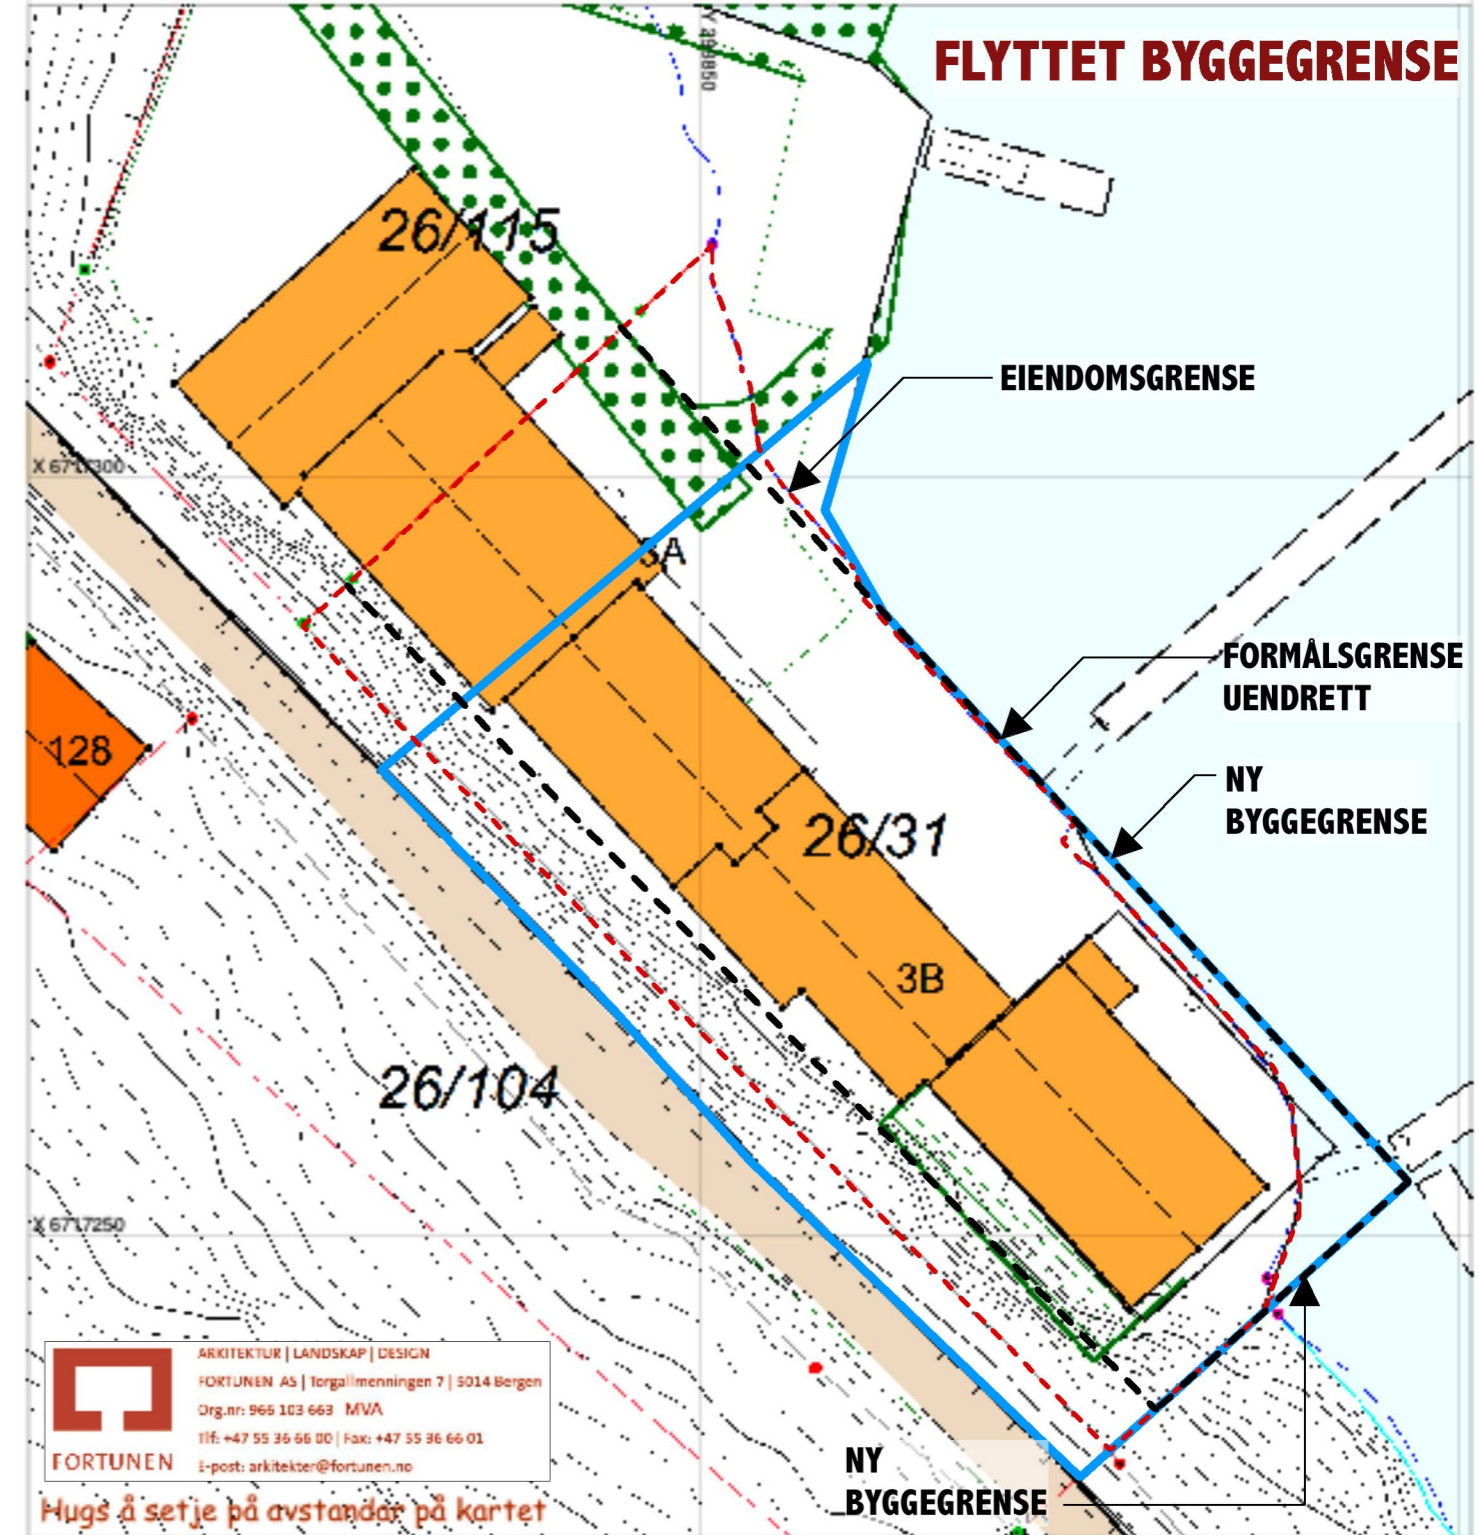 FLYTTET BYGGEGRENSE
Y 399850
26/115
EIENDOMSGRENSE
X 6717300
3A
FORMÅLSGRENSE
UENDRETT
128
NY
BYGGEGRENSE
26/31
3B
26/104
X 6717250
ARKITEKTUR | LANDSKAP | DESIGN
FORTUNEN AS | Torgallmenningen 7 | 5014 Bergen
Org.nr: 966 103 663 MVA
Tlf: +47 55 36 66 00 | Fax: +47 55 36 66 01
E-post: arkitekter@fortunen.no
FORTUNEN
NY
BYGGEGRENSE
Hugs å setje på avstandar på kartet